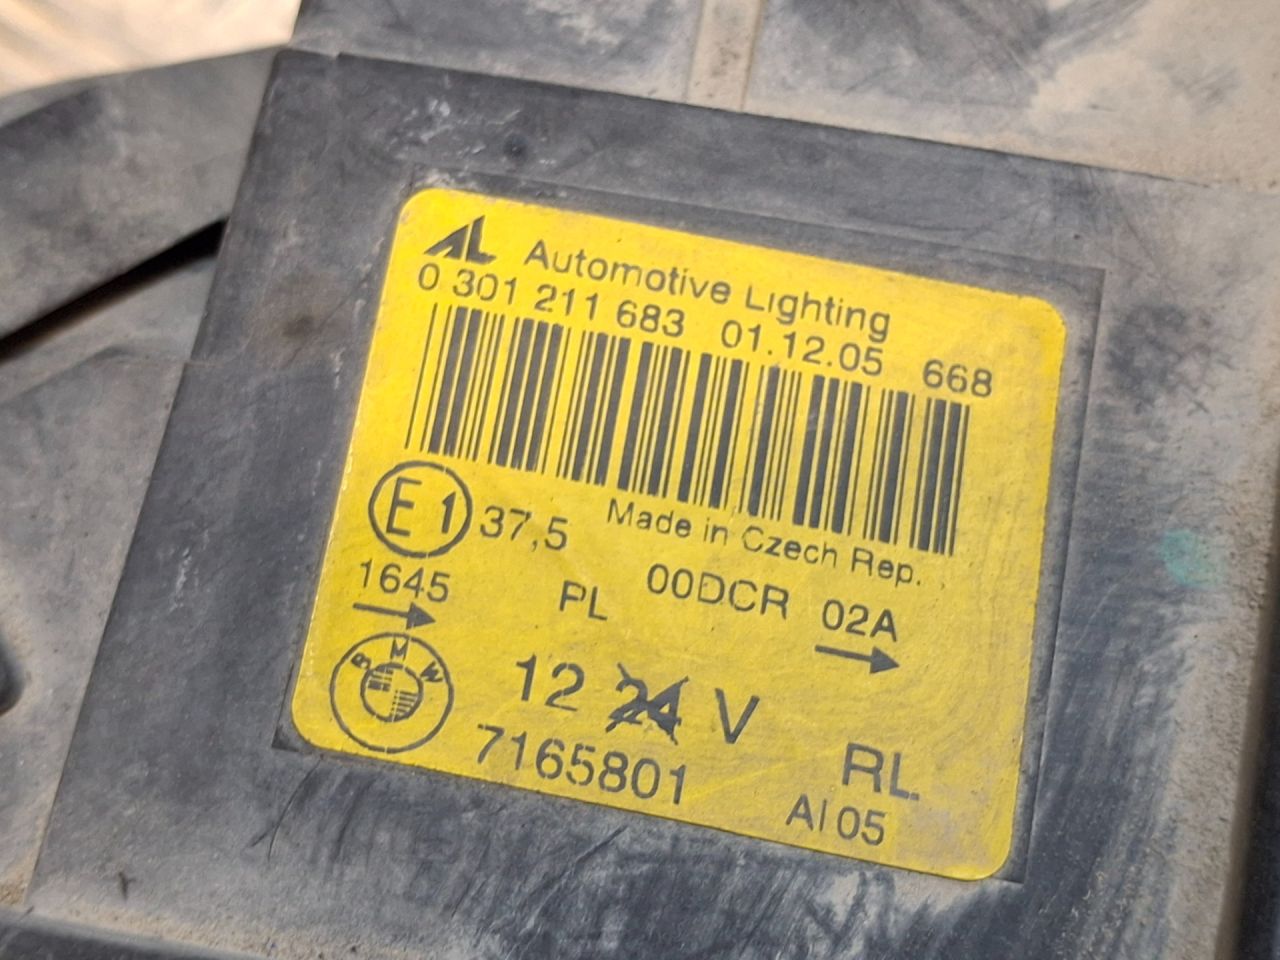 AL Automotive Lighting
0 301 211 683 01.12.05 668
Made in Czech Rep.
E1 37,5
1645 PL 00DCR 02A
BMW
12 24 V
7165801
RL
AI 05